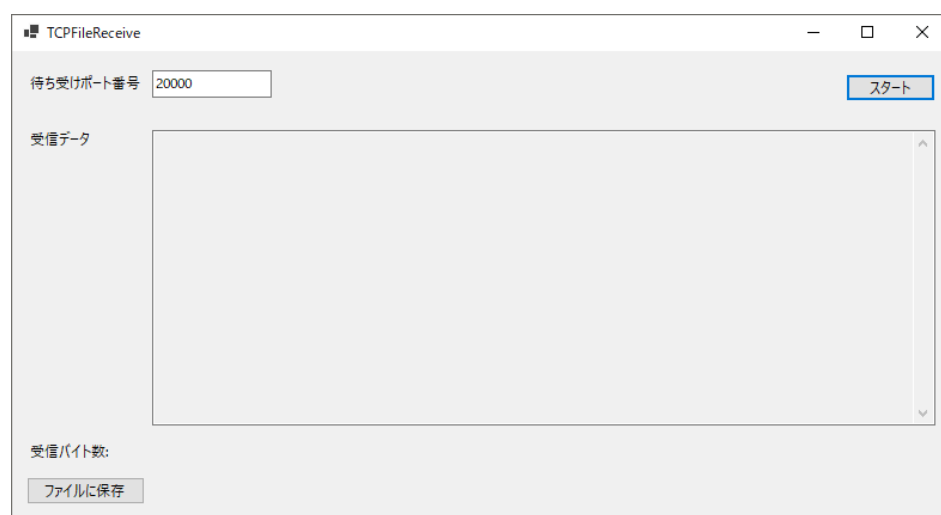 TCPFileReceive
待ち受けポート番号 20000 スタート
受信データ
受信バイト数:
ファイルに保存